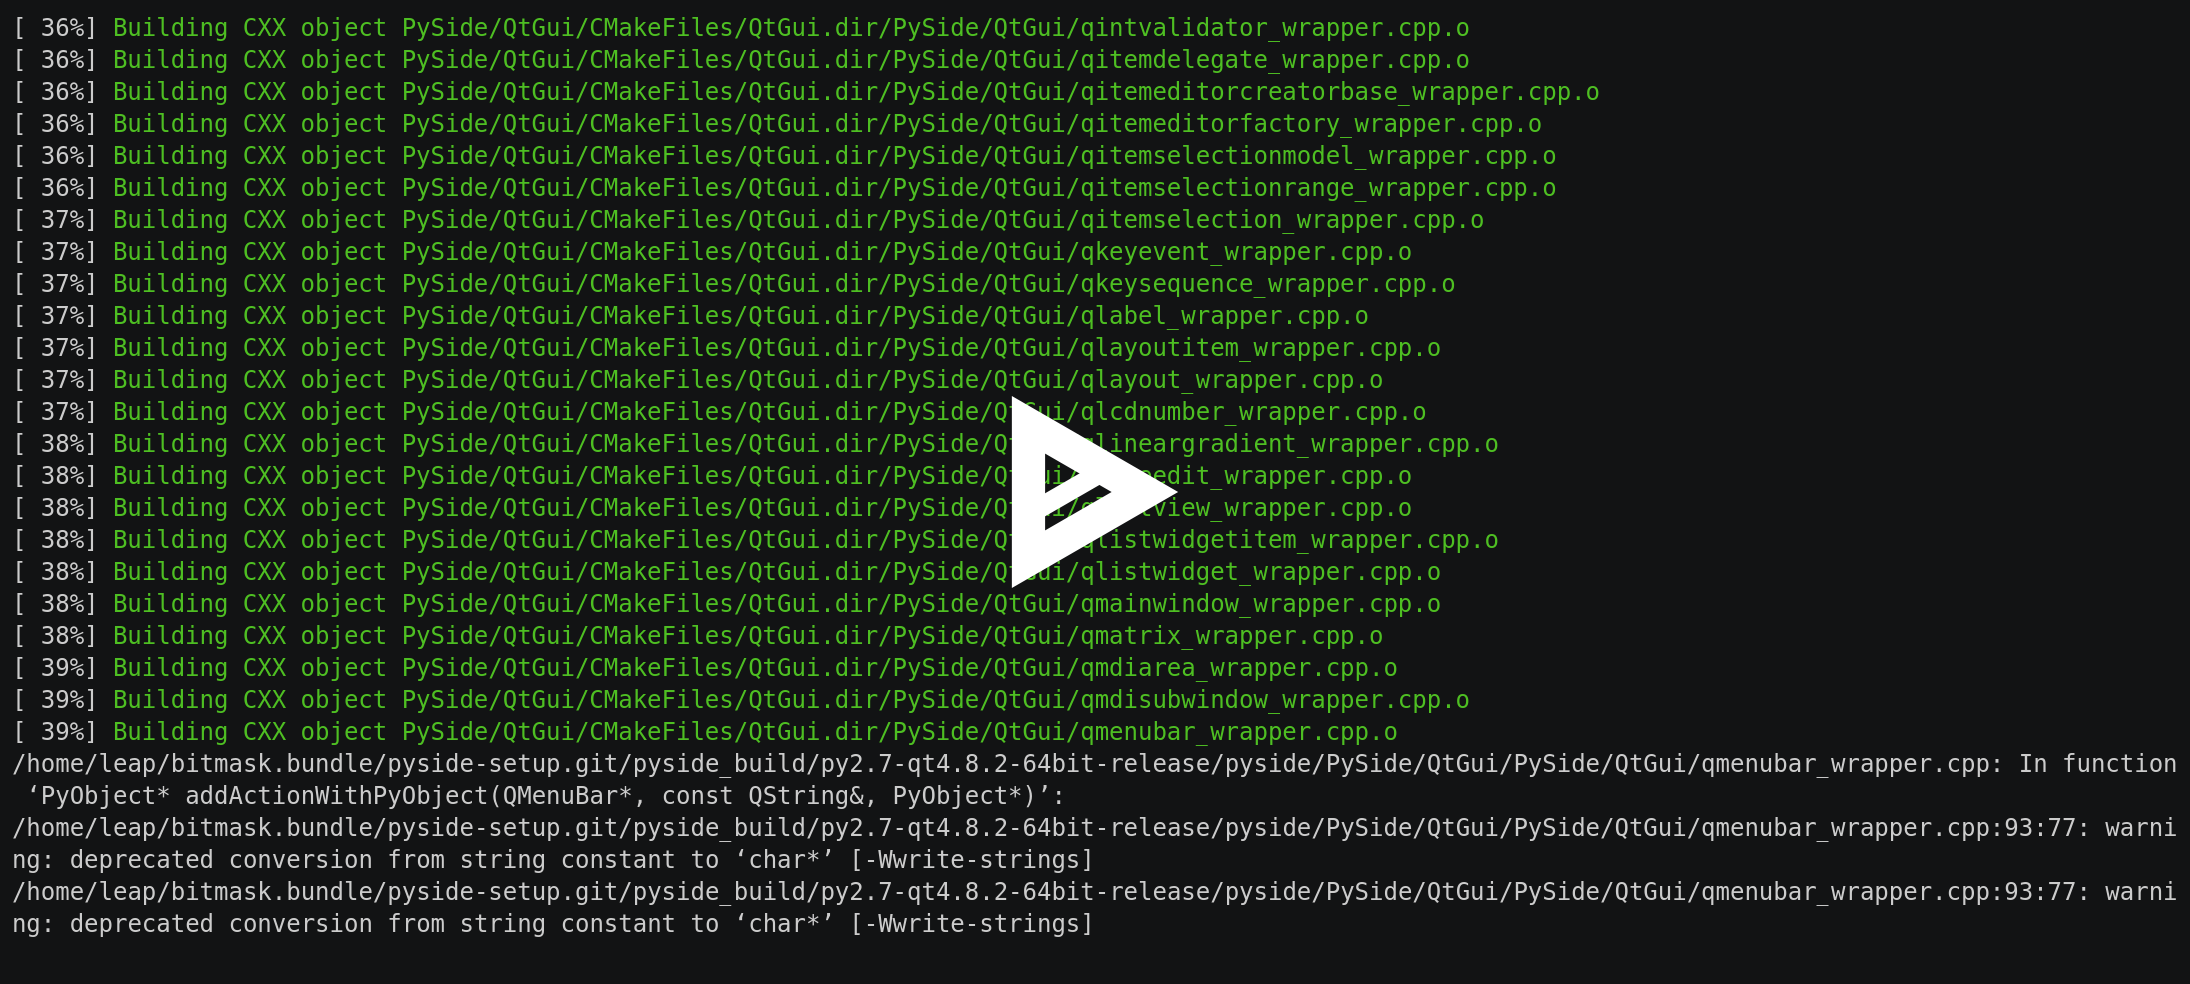 [ 36%] Building CXX object PySide/QtGui/CMakeFiles/QtGui.dir/PySide/QtGui/qintvalidator_wrapper.cpp.o
[ 36%] Building CXX object PySide/QtGui/CMakeFiles/QtGui.dir/PySide/QtGui/qitemdelegate_wrapper.cpp.o
[ 36%] Building CXX object PySide/QtGui/CMakeFiles/QtGui.dir/PySide/QtGui/qitemeditorcreatorbase_wrapper.cpp.o
[ 36%] Building CXX object PySide/QtGui/CMakeFiles/QtGui.dir/PySide/QtGui/qitemeditorfactory_wrapper.cpp.o
[ 36%] Building CXX object PySide/QtGui/CMakeFiles/QtGui.dir/PySide/QtGui/qitemselectionmodel_wrapper.cpp.o
[ 36%] Building CXX object PySide/QtGui/CMakeFiles/QtGui.dir/PySide/QtGui/qitemselectionrange_wrapper.cpp.o
[ 37%] Building CXX object PySide/QtGui/CMakeFiles/QtGui.dir/PySide/QtGui/qitemselection_wrapper.cpp.o
[ 37%] Building CXX object PySide/QtGui/CMakeFiles/QtGui.dir/PySide/QtGui/qkeyevent_wrapper.cpp.o
[ 37%] Building CXX object PySide/QtGui/CMakeFiles/QtGui.dir/PySide/QtGui/qkeysequence_wrapper.cpp.o
[ 37%] Building CXX object PySide/QtGui/CMakeFiles/QtGui.dir/PySide/QtGui/qlabel_wrapper.cpp.o
[ 37%] Building CXX object PySide/QtGui/CMakeFiles/QtGui.dir/PySide/QtGui/qlayoutitem_wrapper.cpp.o
[ 37%] Building CXX object PySide/QtGui/CMakeFiles/QtGui.dir/PySide/QtGui/qlayout_wrapper.cpp.o
[ 37%] Building CXX object PySide/QtGui/CMakeFiles/QtGui.dir/PySide/QtGui/qlcdnumber_wrapper.cpp.o
[ 38%] Building CXX object PySide/QtGui/CMakeFiles/QtGui.dir/PySide/QtGui/qlineargradient_wrapper.cpp.o
[ 38%] Building CXX object PySide/QtGui/CMakeFiles/QtGui.dir/PySide/
[ 38%] Building CXX object PySide/QtGui/CMakeFiles/QtGui.dir/PySide/
[ 38%] Building CXX object PySide/QtGui/CMakeFiles/QtGui.dir/PySide/QtGui/qlistwidgetitem_wrapper.cpp.o
[ 38%] Building CXX object PySide/QtGui/CMakeFiles/QtGui.dir/PySide/QtGui/qlistwidget_wrapper.cpp.o
[ 38%] Building CXX object PySide/QtGui/CMakeFiles/QtGui.dir/PySide/QtGui/qmainwindow_wrapper.cpp.o
[ 38%] Building CXX object PySide/QtGui/CMakeFiles/QtGui.dir/PySide/QtGui/qmatrix_wrapper.cpp.o
[ 39%] Building CXX object PySide/QtGui/CMakeFiles/QtGui.dir/PySide/QtGui/qmdiarea_wrapper.cpp.o
[ 39%] Building CXX object PySide/QtGui/CMakeFiles/QtGui.dir/PySide/QtGui/qmdisubwindow_wrapper.cpp.o
[ 39%] Building CXX object PySide/QtGui/CMakeFiles/QtGui.dir/PySide/QtGui/qmenubar_wrapper.cpp.o
/home/leap/bitmask.bundle/pyside-setup.git/pyside_build/py2.7-qt4.8.2-64bit-release/pyside/PySide/QtGui/PySide/QtGui/qmenubar_wrapper.cpp: In function
 ‘PyObject* addActionWithPyObject(QMenuBar*, const QString&, PyObject*)’:
/home/leap/bitmask.bundle/pyside-setup.git/pyside_build/py2.7-qt4.8.2-64bit-release/pyside/PySide/QtGui/PySide/QtGui/qmenubar_wrapper.cpp:93:77: warni
ng: deprecated conversion from string constant to ‘char*’ [-Wwrite-strings]
/home/leap/bitmask.bundle/pyside-setup.git/pyside_build/py2.7-qt4.8.2-64bit-release/pyside/PySide/QtGui/PySide/QtGui/qmenubar_wrapper.cpp:93:77: warni
ng: deprecated conversion from string constant to ‘char*’ [-Wwrite-strings]